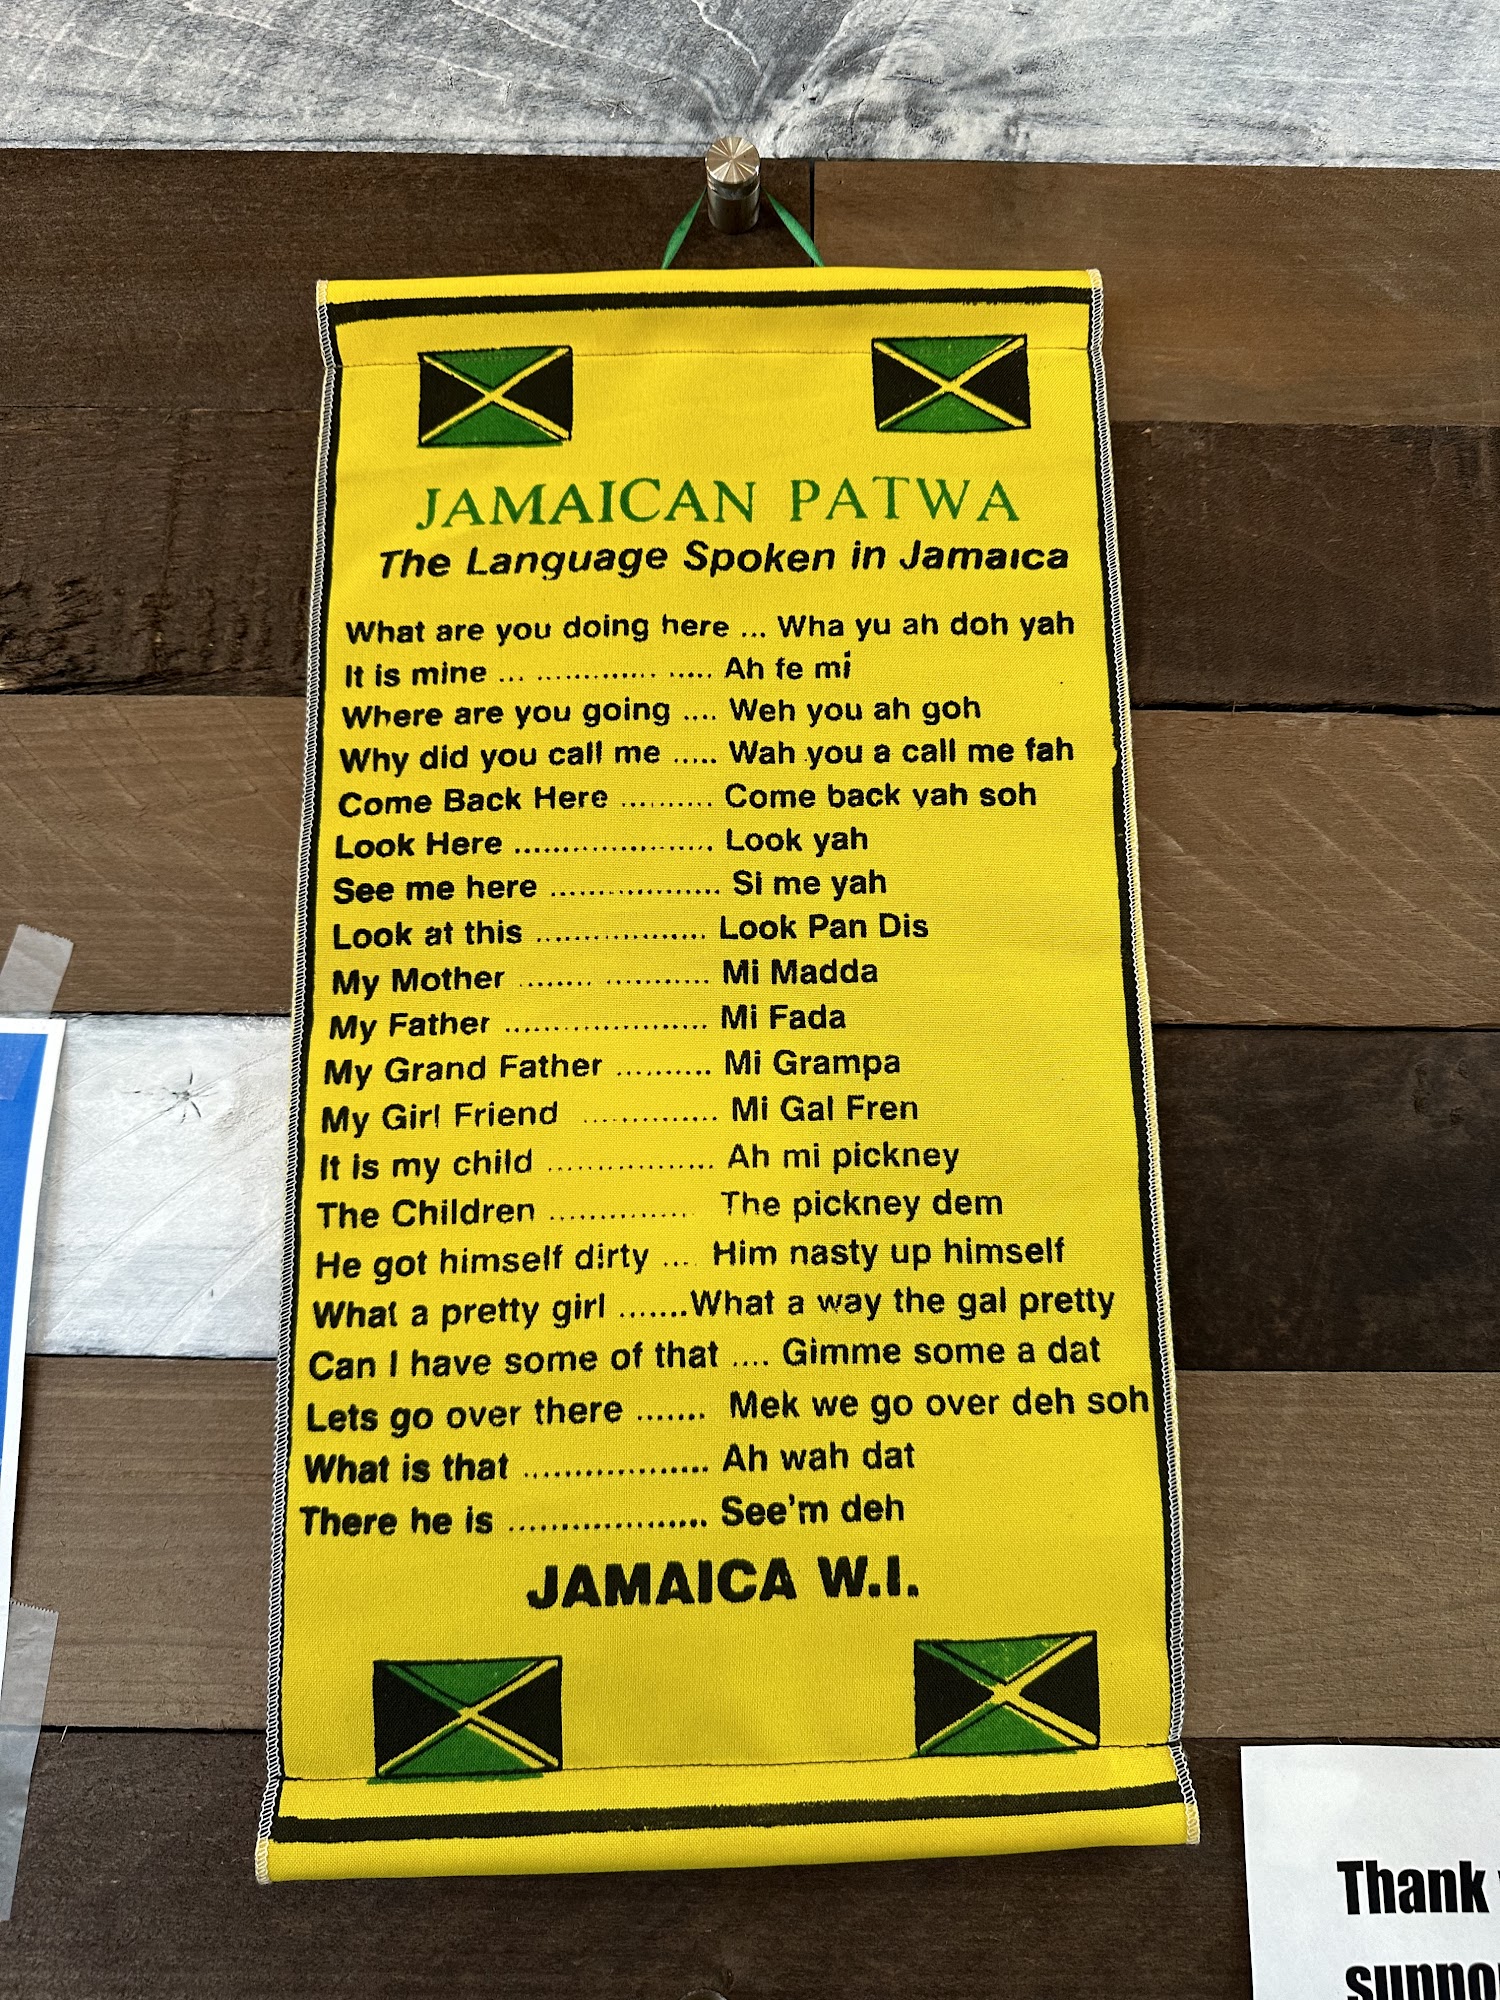 JAMAICAN PATWA
The Language Spoken in Jamaica
What are you doing here ... Wha yu ah doh yah
It is mine ... ............. ..... Ah fe mi
Where are you going .... Weh you ah goh
Why did you call me ..... Wah you a call me fah
Come Back Here .......... Come back yah soh
Look Here ..................... Look yah
See me here .................. Si me yah
Look at this .................. Look Pan Dis
My Mother ........ ........... Mi Madda
My Father ..................... Mi Fada
My Grand Father .......... Mi Grampa
My Girl Friend .............. Mi Gal Fren
It is my child ................. Ah mi pickney
The Children ............... The pickney dem
He got himself dirty .... Him nasty up himself
What a pretty girl .......What a way the gal pretty
Can I have some of that .... Gimme some a dat
Lets go over there ....... Mek we go over deh soh
What is that ................... Ah wah dat
There he is .................... See'm deh
JAMAICA W.I.
Thank